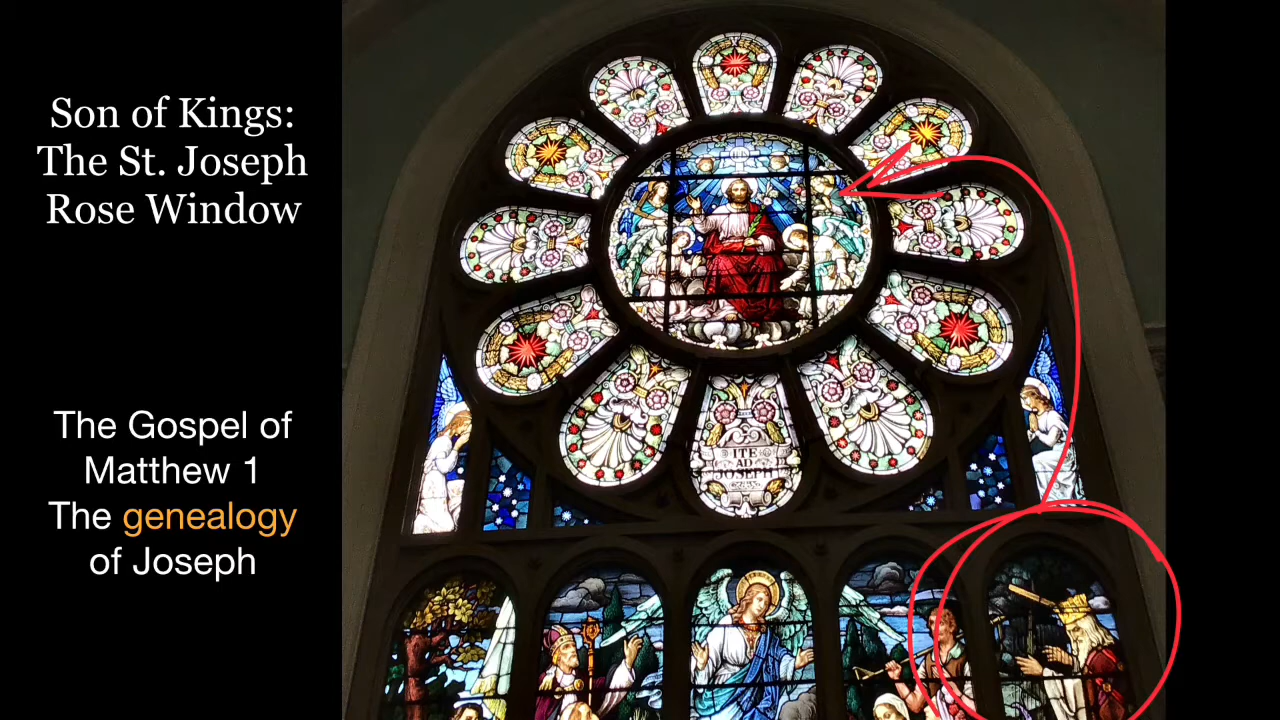 Son of Kings:
The St. Joseph
Rose Window
The Gospel of
Matthew 1
The genealogy
of Joseph
ITE
AD
JOSEPH